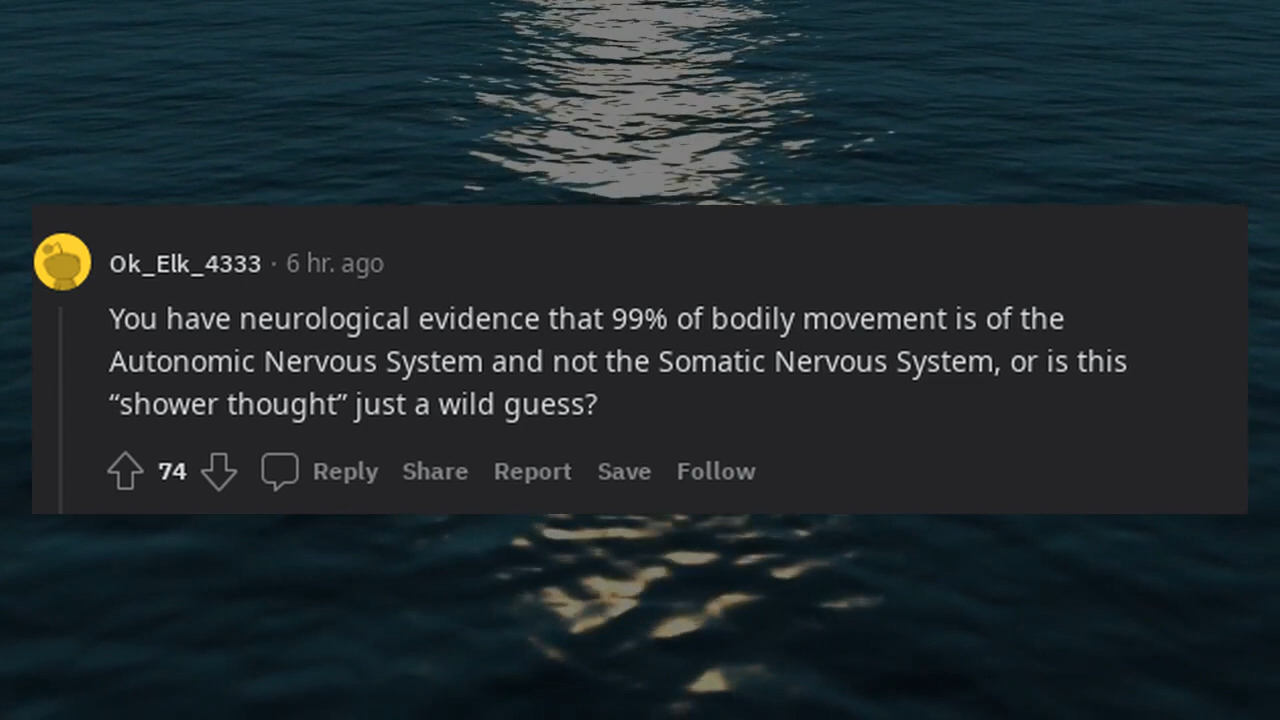 Ok_Elk_4333 · 6 hr. ago
You have neurological evidence that 99% of bodily movement is of the
Autonomic Nervous System and not the Somatic Nervous System, or is this
“shower thought” just a wild guess?
74 Reply Share Report Save Follow